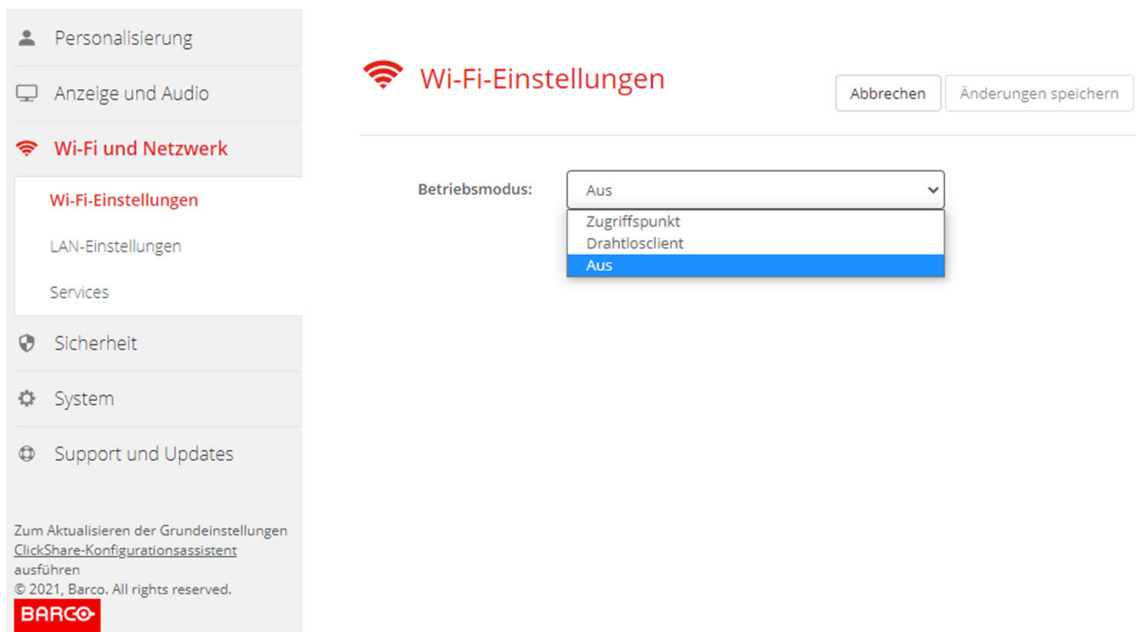 Personalisierung
Anzeige und Audio
Wi-Fi und Netzwerk
Wi-Fi-Einstellungen
LAN-Einstellungen
Services
Sicherheit
System
Support und Updates
Zum Aktualisieren der Grundeinstellungen
ClickShare-Konfigurationsassistent
ausführen
© 2021, Barco. All rights reserved.
BARCO
Wi-Fi-Einstellungen
Abbrechen
Änderungen speichern
Betriebsmodus:
Aus
Zugriffspunkt
Drahtlosclient
Aus